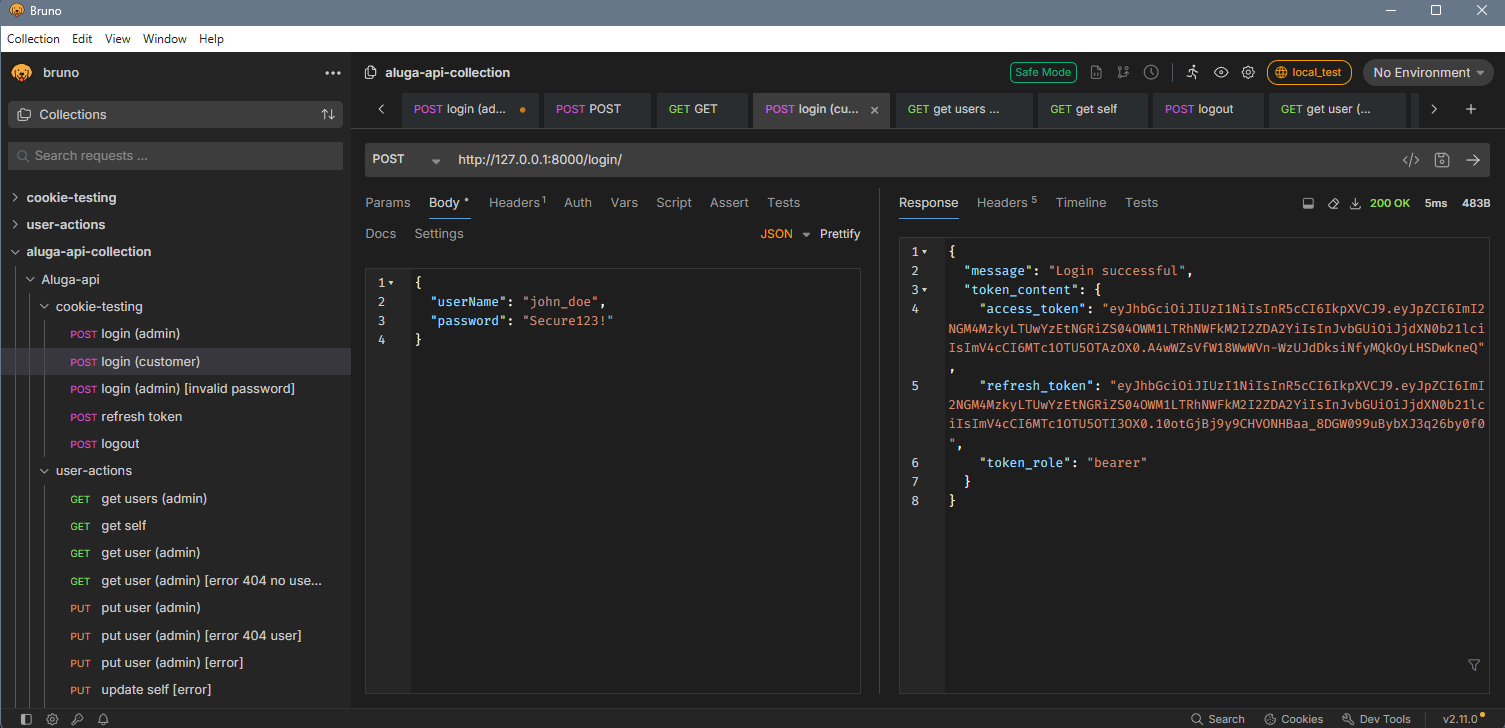 Bruno
Collection Edit View Window Help
bruno
aluga-api-collection
Safe Mode
local_test
No Environment
Collections
POST login (ad...
POST POST
GET GET
POST login (cu...
GET get users ...
GET get self
POST logout
GET get user (...
Search requests ...
POST
http://127.0.0.1:8000/login/
cookie-testing
user-actions
aluga-api-collection
Aluga-api
cookie-testing
POST login (admin)
POST login (customer)
POST login (admin) [invalid password]
POST refresh token
POST logout
user-actions
GET get users (admin)
GET get self
GET get user (admin)
GET get user (admin) [error 404 no use...
PUT put user (admin)
PUT put user (admin) [error 404 user]
PUT put user (admin) [error]
PUT update self [error]
Params Body Headers 1 Auth Vars Script Assert Tests
Docs Settings
JSON Prettify
1 {
2 "userName": "john_doe",
3 "password": "Secure123!"
4 }
Response Headers 5 Timeline Tests
200 OK 5ms 483B
1 {
2 "message": "Login successful",
3 "token_content": {
4 "access_token": "eyJhbGciOiJIUzI1NiIsInR5cCI6IkpXVCJ9.eyJpZCI6ImI2
NGM4MzkyLTUwYzEtNGRiZS04OWM1LTRhNWFkM2I2ZDA2YiIsInJvbGUiOiJjdXN0b21lci
IsImV4cCI6MTc1OTU5OTAzOX0.A4wWZsVfW18WwWVn-WzUJdDksiNfyMQkOyLHSDwkneQ"
,
5 "refresh_token": "eyJhbGciOiJIUzI1NiIsInR5cCI6IkpXVCJ9.eyJpZCI6ImI
2NGM4MzkyLTUwYzEtNGRiZS04OWM1LTRhNWFkM2I2ZDA2YiIsInJvbGUiOiJjdXN0b21lc
iIsImV4cCI6MTc1OTU5OTI3OX0.10otGjBj9y9CHVONHBaa_8DGW099uBybXJ3q26by0f0
",
6 "token_role": "bearer"
7 }
8 }
Search Cookies Dev Tools v2.11.0